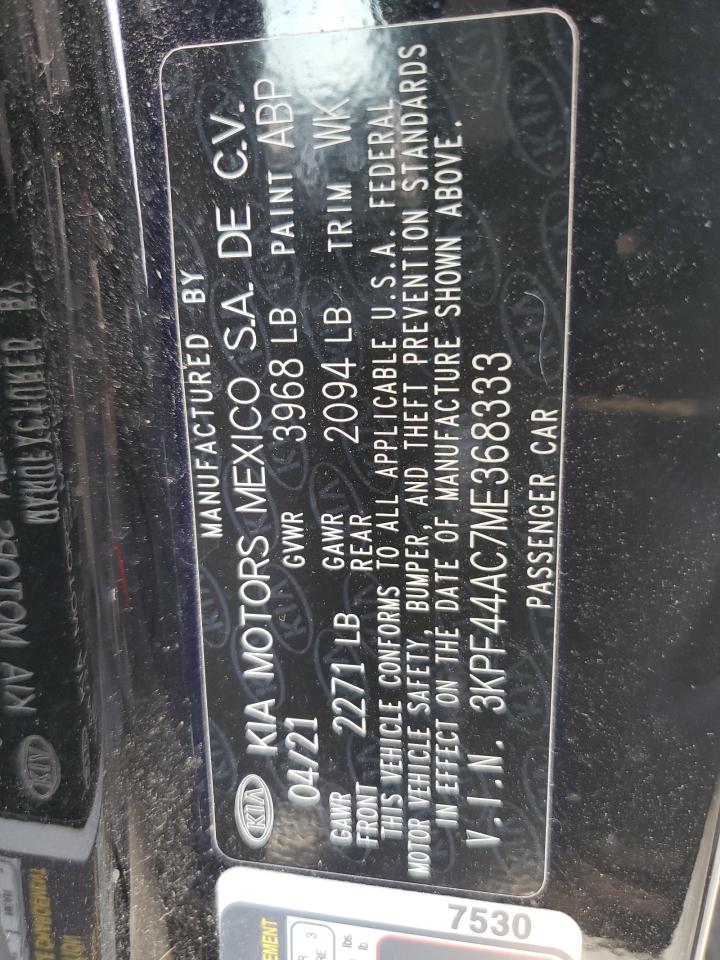 MANUFACTURED BY
KIA KIA MOTORS MEXICO S.A. DE C.V.
04/21 GVWR 3968 LB PAINT ABP
GAWR FRONT 2271 LB GAWR REAR 2094 LB TRIM WK
THIS VEHICLE CONFORMS TO ALL APPLICABLE U.S.A. FEDERAL
MOTOR VEHICLE SAFETY, BUMPER, AND THEFT PREVENTION STANDARDS
IN EFFECT ON THE DATE OF MANUFACTURE SHOWN ABOVE.
V.I.N. 3KPF44AC7ME368333
PASSENGER CAR
7530